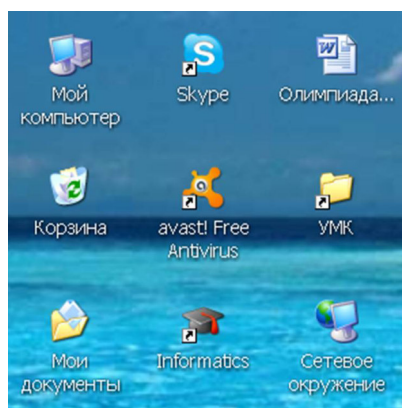 Мой
компьютер
Skype
Олимпиада...
Корзина
avast! Free
Antivirus
УМК
Мои
документы
Informatics
Сетевое
окружение